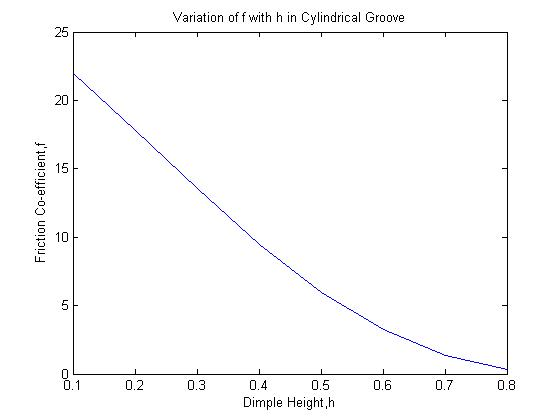 Variation of f with h in Cylindrical Groove
25
20
15
10
5
0
Friction Co-efficient,f
0.1 0.2 0.3 0.4 0.5 0.6 0.7 0.8
Dimple Height,h